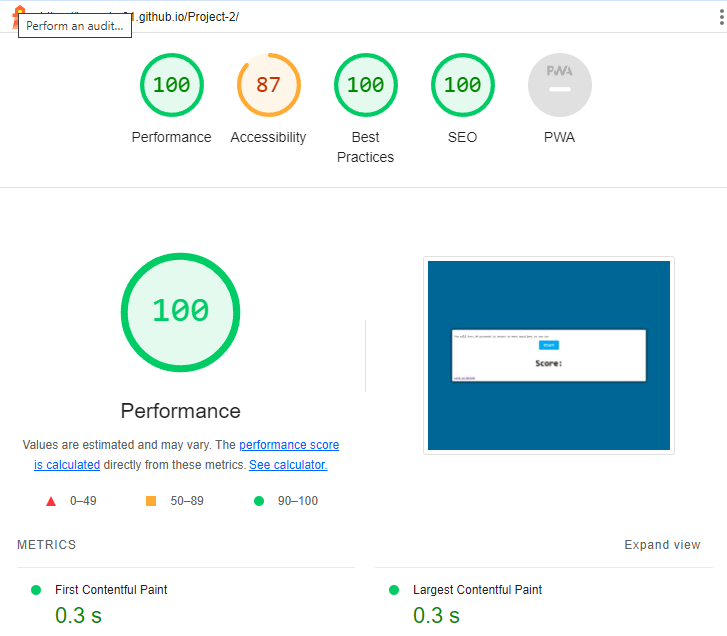 Perform an audit...
1.github.io/Project-2/
100
87
100
100
PWA
Performance
Accessibility
Best
Practices
SEO
PWA
100
Performance
Values are estimated and may vary. The performance score
is calculated directly from these metrics. See calculator.
0–49
50–89
90–100
Start
Score:
METRICS
Expand view
First Contentful Paint
0.3 s
Largest Contentful Paint
0.3 s